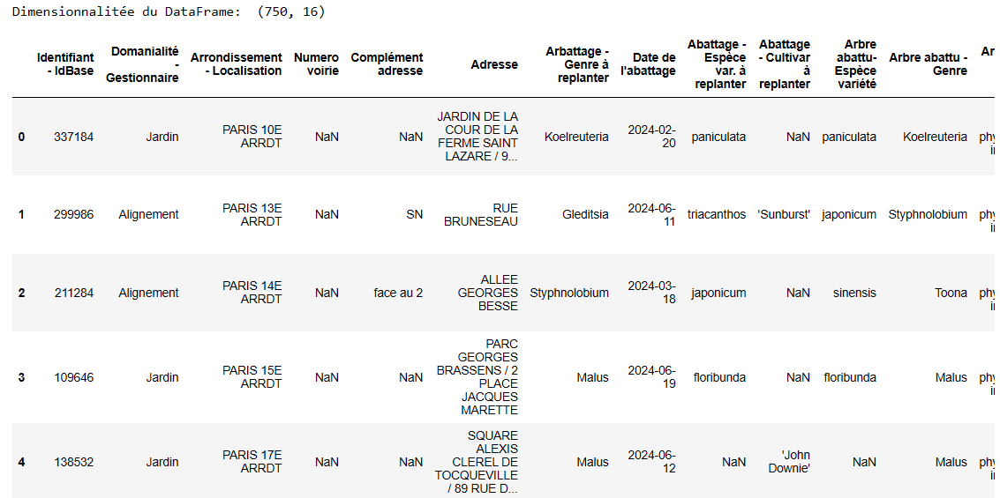 Dimensionnalitée du DataFrame:  (750, 16)
Identifiant - IdBase Domanialité - Gestionnaire Arrondissement - Localisation Numero voirie Complément adresse Adresse Arbattage - Genre à replanter Date de l'abattage Abattage - Espèce var. à replanter Abattage - Cultivar à replanter Arbre abattu- Espèce variété Arbre abattu - Genre Ar
0 337184 Jardin PARIS 10E ARRDT NaN NaN JARDIN DE LA COUR DE LA FERME SAINT LAZARE / 9... Koelreuteria 2024-02-20 paniculata NaN paniculata Koelreuteria
1 299986 Alignement PARIS 13E ARRDT NaN SN RUE BRUNESEAU Gleditsia 2024-06-11 triacanthos 'Sunburst' japonicum Styphnolobium
2 211284 Alignement PARIS 14E ARRDT NaN face au 2 ALLEE GEORGES BESSE Styphnolobium 2024-03-18 japonicum NaN sinensis Toona
3 109646 Jardin PARIS 15E ARRDT NaN NaN PARC GEORGES BRASSENS / 2 PLACE JACQUES MARETTE Malus 2024-06-19 floribunda NaN floribunda Malus
4 138532 Jardin PARIS 17E ARRDT NaN NaN SQUARE ALEXIS CLEREL DE TOCQUEVILLE / 89 RUE D... Malus 2024-06-12 NaN 'John Downie' NaN Malus